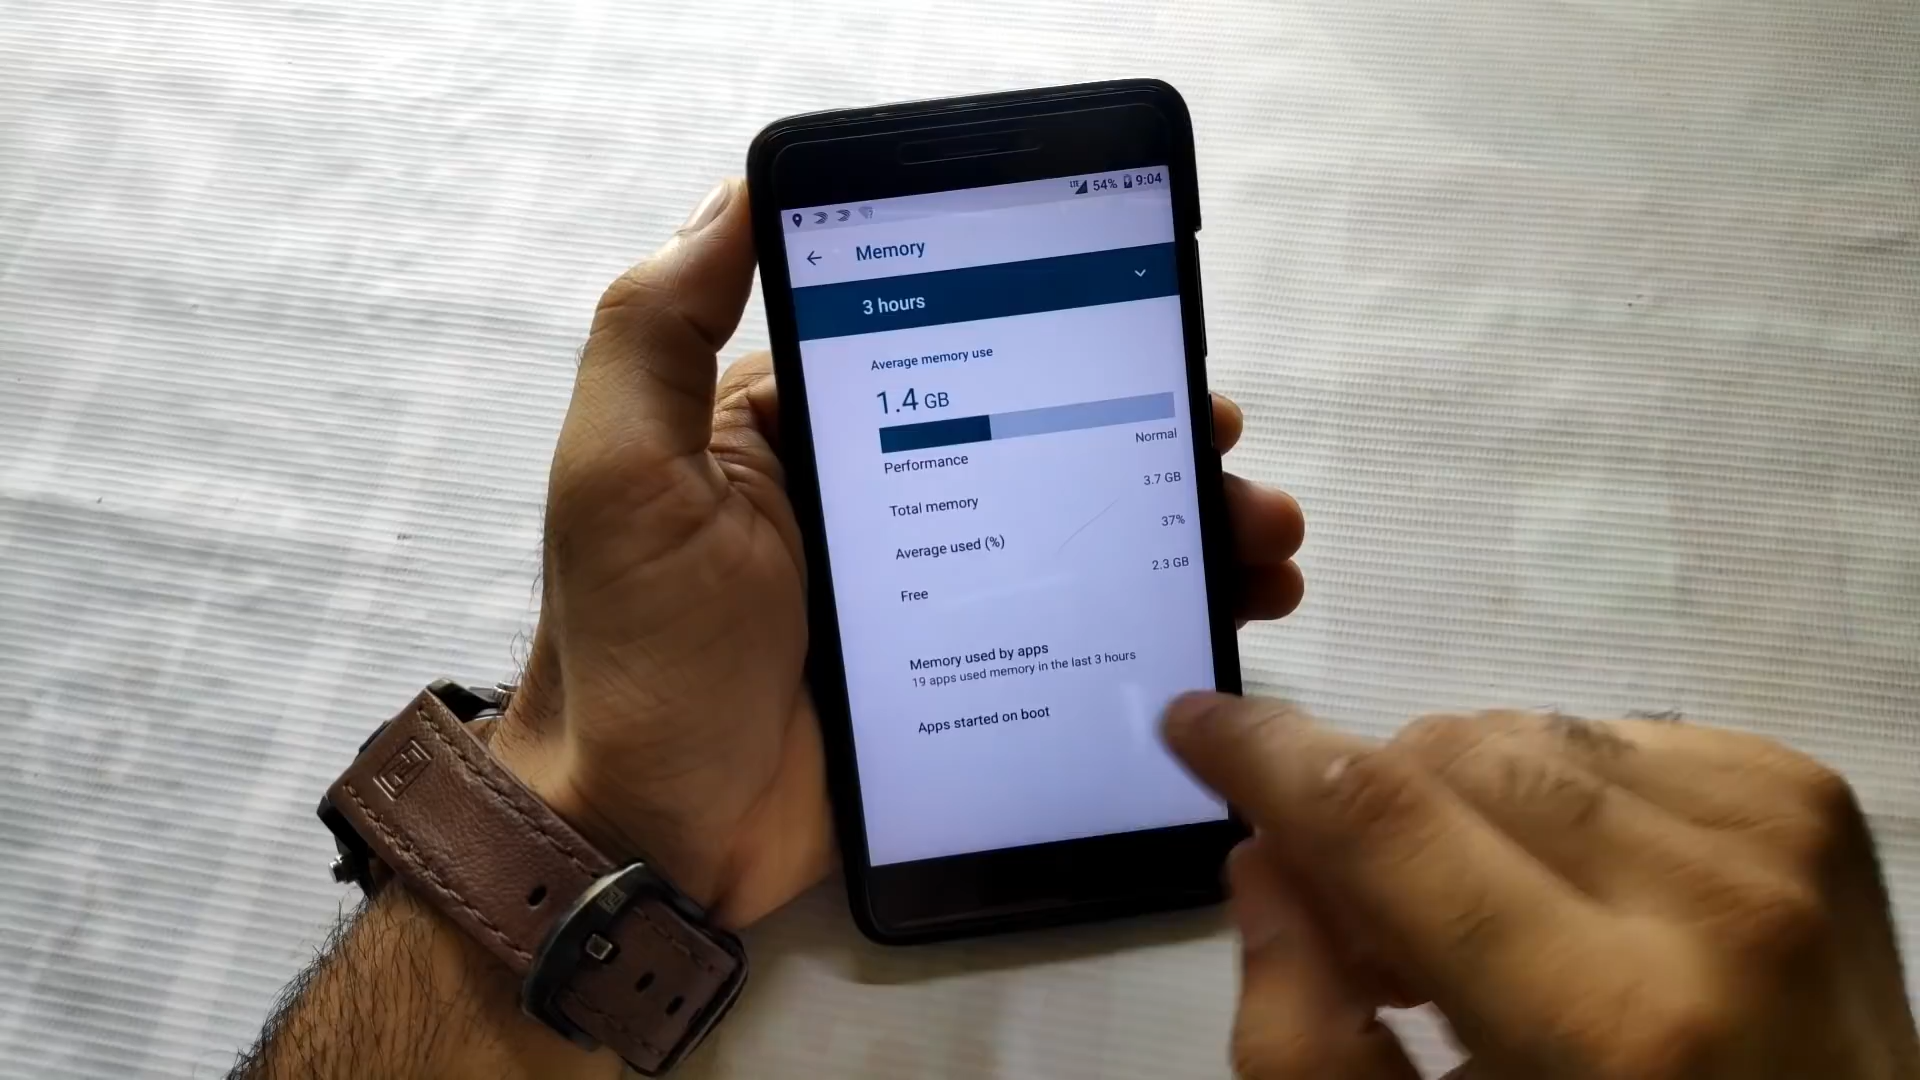 LTE 54% 9:04
Memory
3 hours
Average memory use
1.4 GB
Performance Normal
Total memory 3.7 GB
Average used (%) 37%
Free 2.3 GB
Memory used by apps
19 apps used memory in the last 3 hours
Apps started on boot